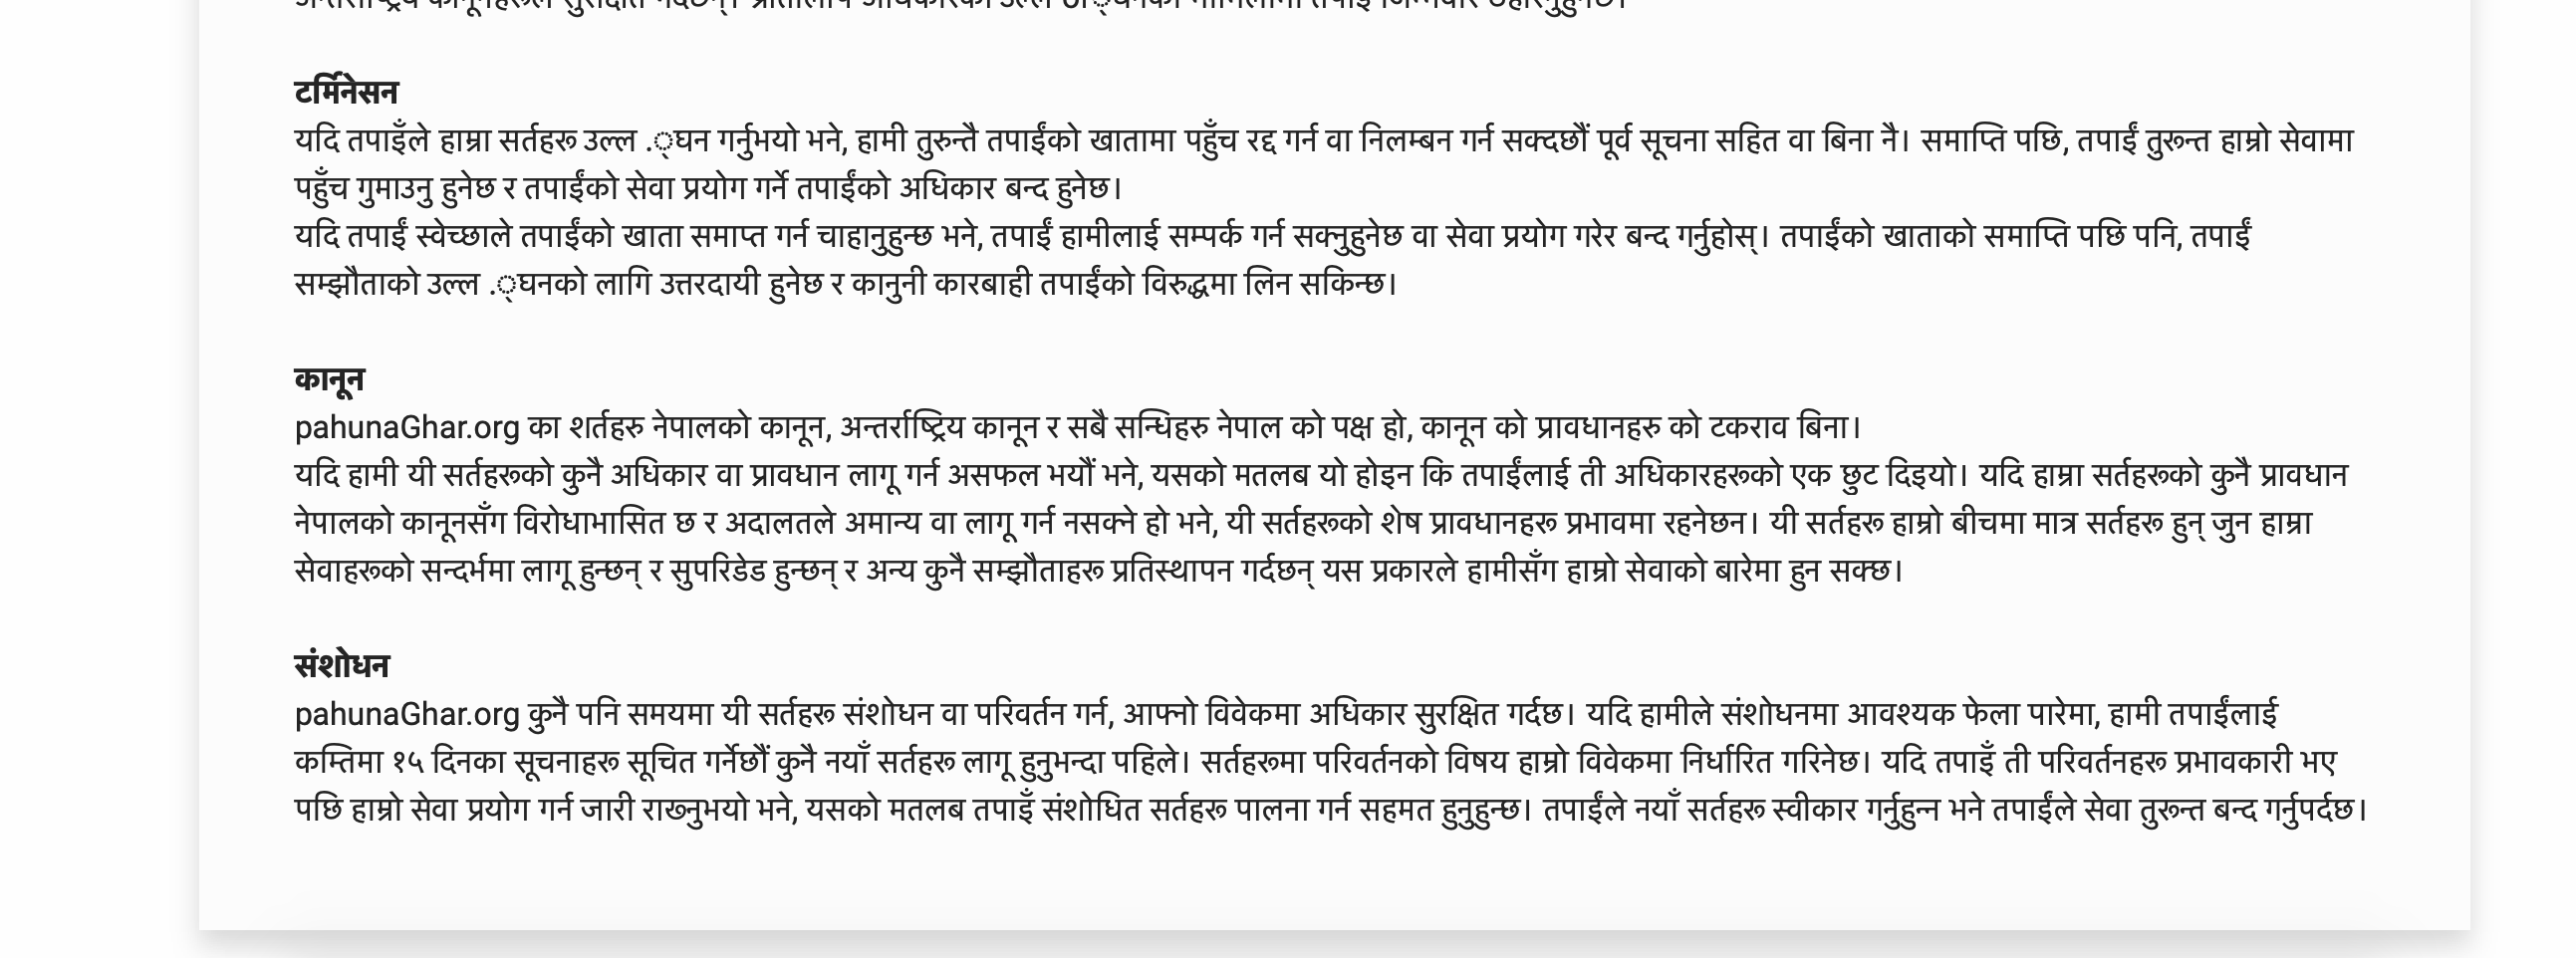 टर्मिनेसन
यदि तपाइँले हाम्रा सर्तहरू उल्ल .्घन गर्नुभयो भने, हामी तुरुन्तै तपाईंको खातामा पहुँच रद्द गर्न वा निलम्बन गर्न सक्दछौं पूर्व सूचना सहित वा बिना नै। समाप्ति पछि, तपाईं तुरून्त हाम्रो सेवामा
पहुँच गुमाउनु हुनेछ र तपाईंको सेवा प्रयोग गर्ने तपाईंको अधिकार बन्द हुनेछ।
यदि तपाईं स्वेच्छाले तपाईंको खाता समाप्त गर्न चाहानुहुन्छ भने, तपाईं हामीलाई सम्पर्क गर्न सक्नुहुनेछ वा सेवा प्रयोग गरेर बन्द गर्नुहोस्। तपाईंको खाताको समाप्ति पछि पनि, तपाईं
सम्झौताको उल्ल .्घनको लागि उत्तरदायी हुनेछ र कानुनी कारबाही तपाईंको विरुद्धमा लिन सकिन्छ।
कानून
pahunaGhar.org का शर्तहरु नेपालको कानून, अन्तर्राष्ट्रिय कानून र सबै सन्धिहरु नेपाल को पक्ष हो, कानून को प्रावधानहरु को टकराव बिना।
यदि हामी यी सर्तहरूको कुनै अधिकार वा प्रावधान लागू गर्न असफल भयौं भने, यसको मतलब यो होइन कि तपाईंलाई ती अधिकारहरूको एक छुट दिइयो। यदि हाम्रा सर्तहरूको कुनै प्रावधान
नेपालको कानूनसँग विरोधाभासित छ र अदालतले अमान्य वा लागू गर्न नसक्ने हो भने, यी सर्तहरूको शेष प्रावधानहरू प्रभावमा रहनेछन। यी सर्तहरू हाम्रो बीचमा मात्र सर्तहरू हुन् जुन हाम्रा
सेवाहरूको सन्दर्भमा लागू हुन्छन् र सुपरिडेड हुन्छन् र अन्य कुनै सम्झौताहरू प्रतिस्थापन गर्दछन् यस प्रकारले हामीसँग हाम्रो सेवाको बारेमा हुन सक्छ।
संशोधन
pahunaGhar.org कुनै पनि समयमा यी सर्तहरू संशोधन वा परिवर्तन गर्न, आफ्नो विवेकमा अधिकार सुरक्षित गर्दछ। यदि हामीले संशोधनमा आवश्यक फेला पारेमा, हामी तपाईंलाई
कम्तिमा १५ दिनका सूचनाहरू सूचित गर्नेछौं कुनै नयाँ सर्तहरू लागू हुनुभन्दा पहिले। सर्तहरूमा परिवर्तनको विषय हाम्रो विवेकमा निर्धारित गरिनेछ। यदि तपाइँ ती परिवर्तनहरू प्रभावकारी भए
पछि हाम्रो सेवा प्रयोग गर्न जारी राख्नुभयो भने, यसको मतलब तपाइँ संशोधित सर्तहरू पालना गर्न सहमत हुनुहुन्छ। तपाईंले नयाँ सर्तहरू स्वीकार गर्नुहुन्न भने तपाईंले सेवा तुरून्त बन्द गर्नुपर्दछ।